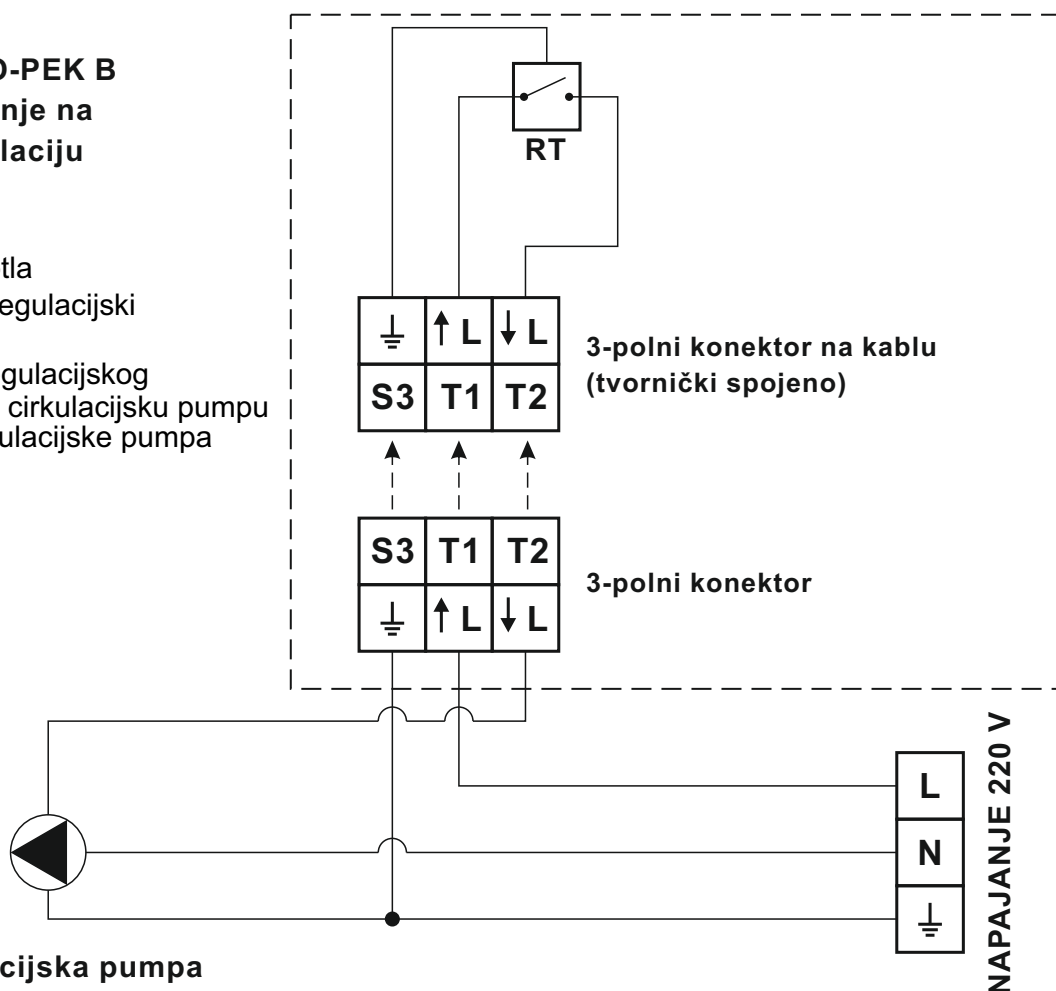 O-PEK B
nje na
laciju
tla
egulacijski
gulacijskog
cirkulacijsku pumpu
ulacijske pumpa
RT
⏚ ↑ L ↓ L
S3 T1 T2
3-polni konektor na kablu
(tvornički spojeno)
S3 T1 T2
⏚ ↑ L ↓ L
3-polni konektor
L
N
⏚
NAPAJANJE 220 V
cijska pumpa